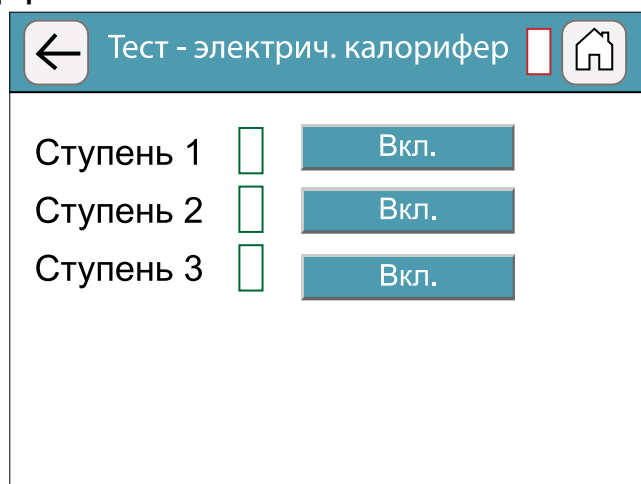 Тест - электрич. калорифер
Ступень 1 Вкл.
Ступень 2 Вкл.
Ступень 3 Вкл.